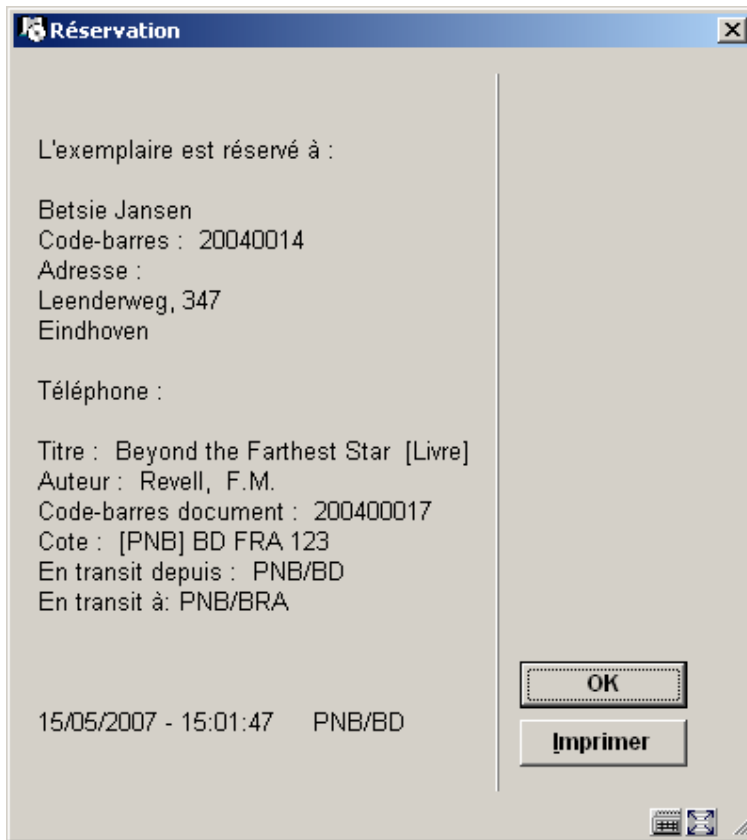 Réservation
L'exemplaire est réservé à :
Betsie Jansen
Code-barres : 20040014
Adresse :
Leenderweg, 347
Eindhoven
Téléphone :
Titre : Beyond the Farthest Star [Livre]
Auteur : Revell, F.M.
Code-barres document : 200400017
Cote : [PNB] BD FRA 123
En transit depuis : PNB/BD
En transit à: PNB/BRA
15/05/2007 - 15:01:47 PNB/BD
OK
Imprimer